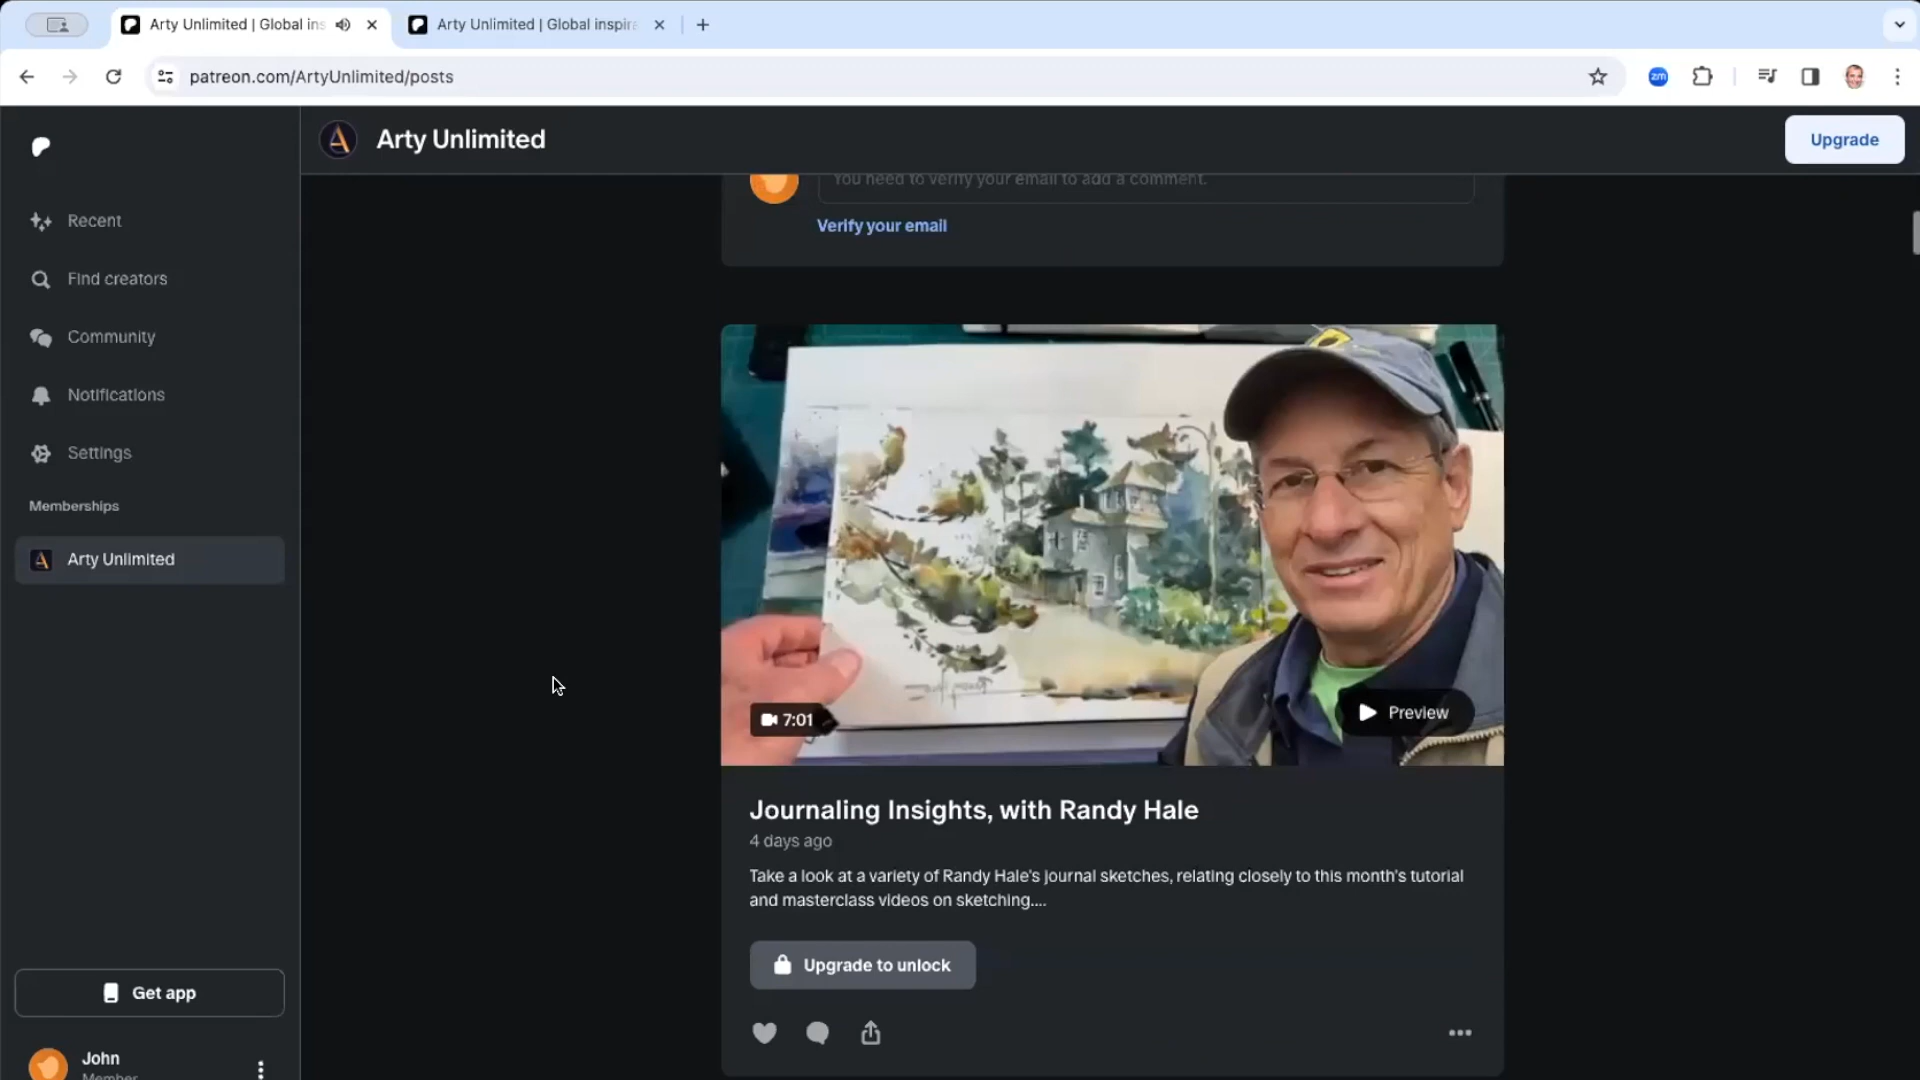 Arty Unlimited | Global ins
Arty Unlimited | Global inspira
patreon.com/ArtyUnlimited/posts
zm
Arty Unlimited
Upgrade
You need to verify your email to add a comment.
Verify your email
Recent
Find creators
Community
Notifications
Settings
Memberships
Arty Unlimited
7:01
Preview
Journaling Insights, with Randy Hale
4 days ago
Take a look at a variety of Randy Hale's journal sketches, relating closely to this month's tutorial
and masterclass videos on sketching....
Upgrade to unlock
Get app
John
Member